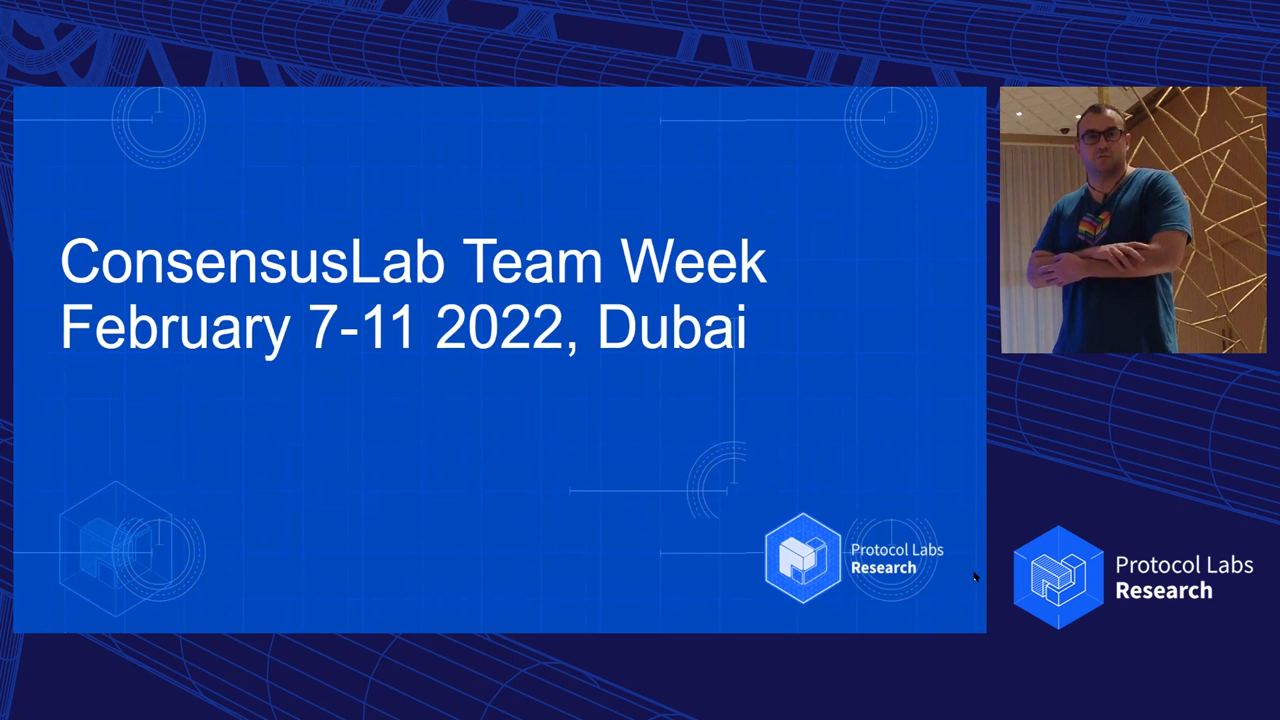 ConsensusLab Team Week
February 7-11 2022, Dubai
Protocol Labs
Research
Protocol Labs
Research